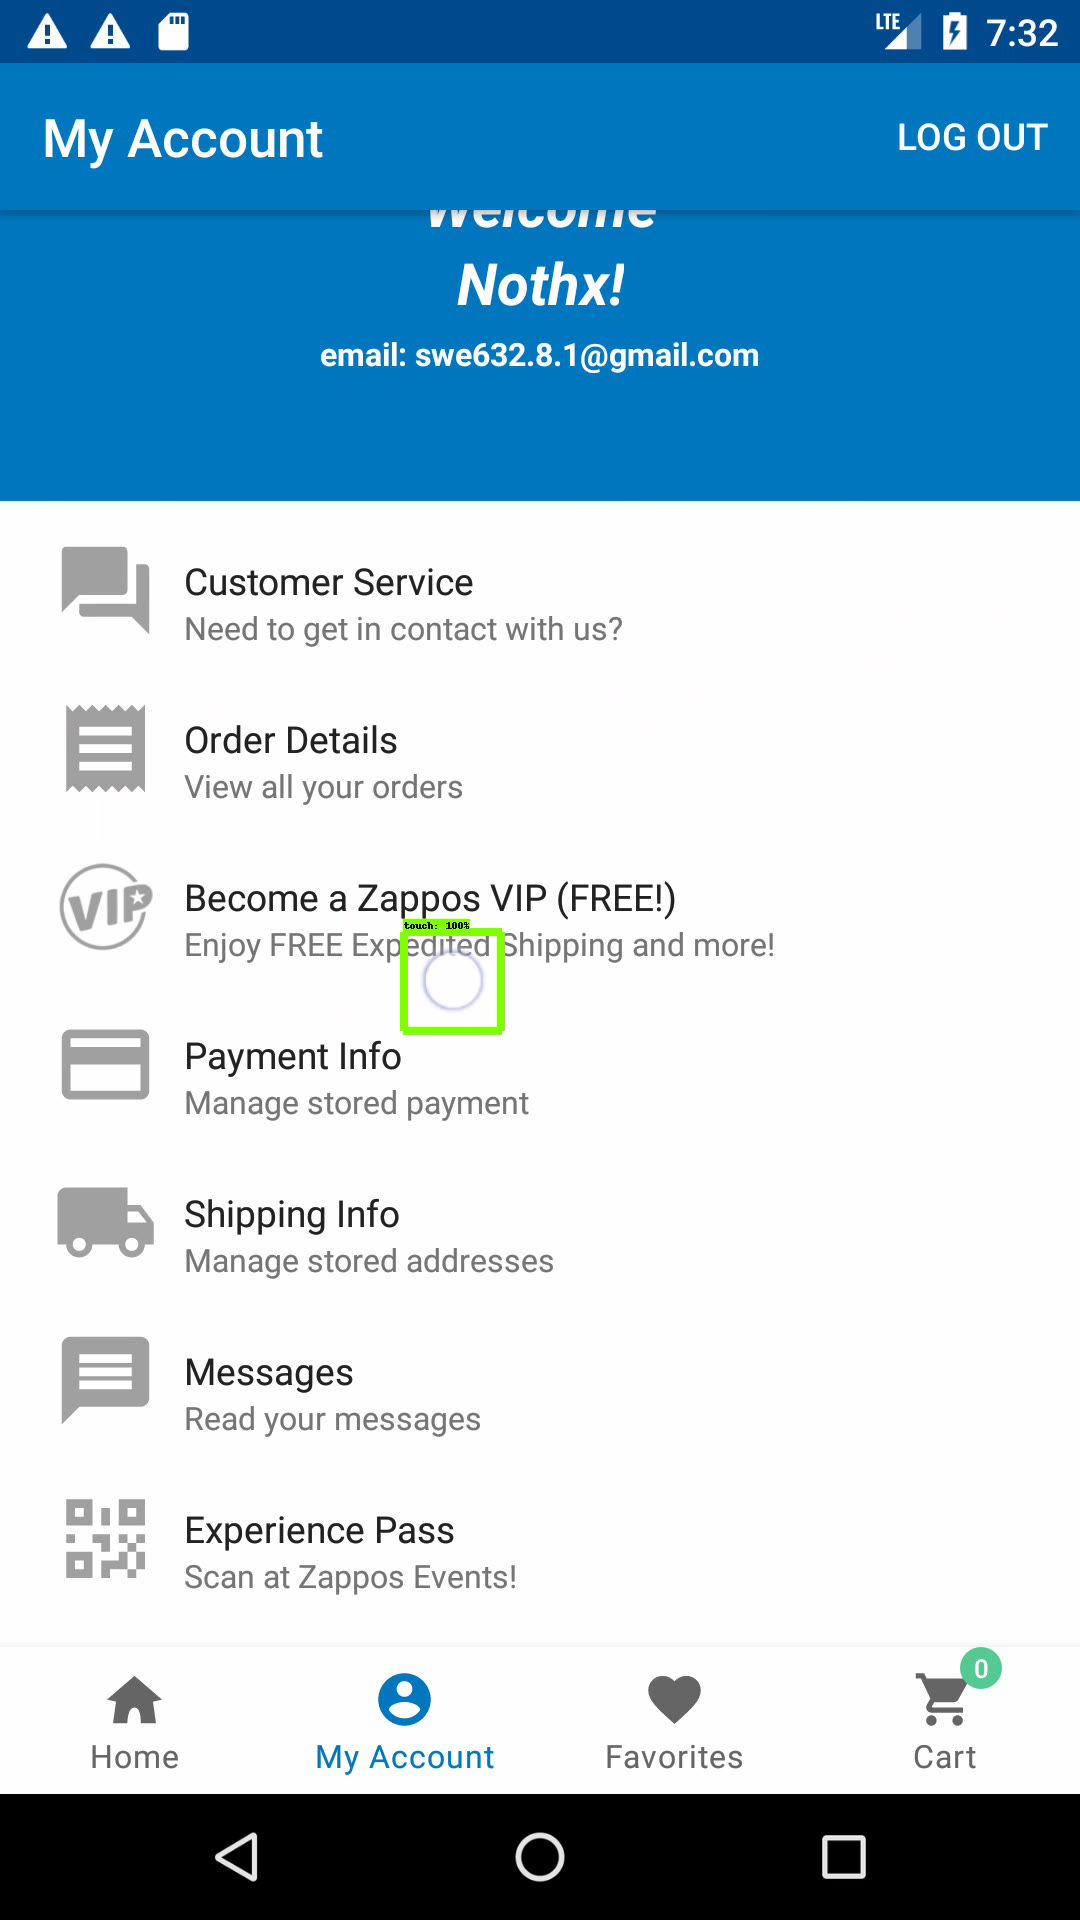 LTE 7:32
My Account LOG OUT
Welcome
Nothx!
email: swe632.8.1@gmail.com
Customer Service
Need to get in contact with us?
Order Details
View all your orders
VIP
Become a Zappos VIP (FREE!)
touch: 100%
Enjoy FREE Expedited Shipping and more!
Payment Info
Manage stored payment
Shipping Info
Manage stored addresses
Messages
Read your messages
Experience Pass
Scan at Zappos Events!
0
Home My Account Favorites Cart